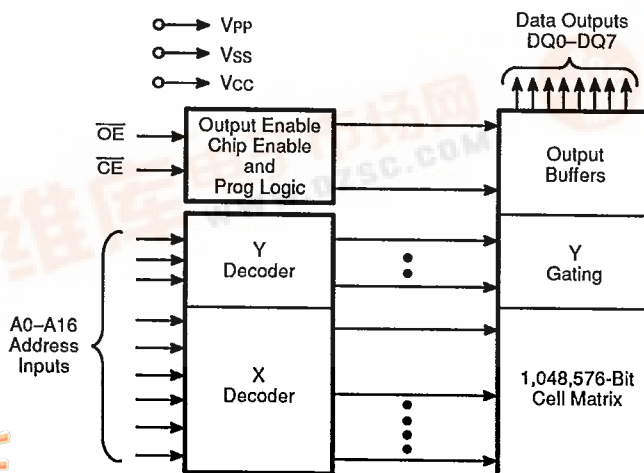 VPP
VSS
VCC
Data Outputs
DQ0–DQ7
OE
CE
Output Enable
Chip Enable
and
Prog Logic
Output
Buffers
Y
Decoder
Y
Gating
A0–A16
Address
Inputs
X
Decoder
1,048,576-Bit
Cell Matrix